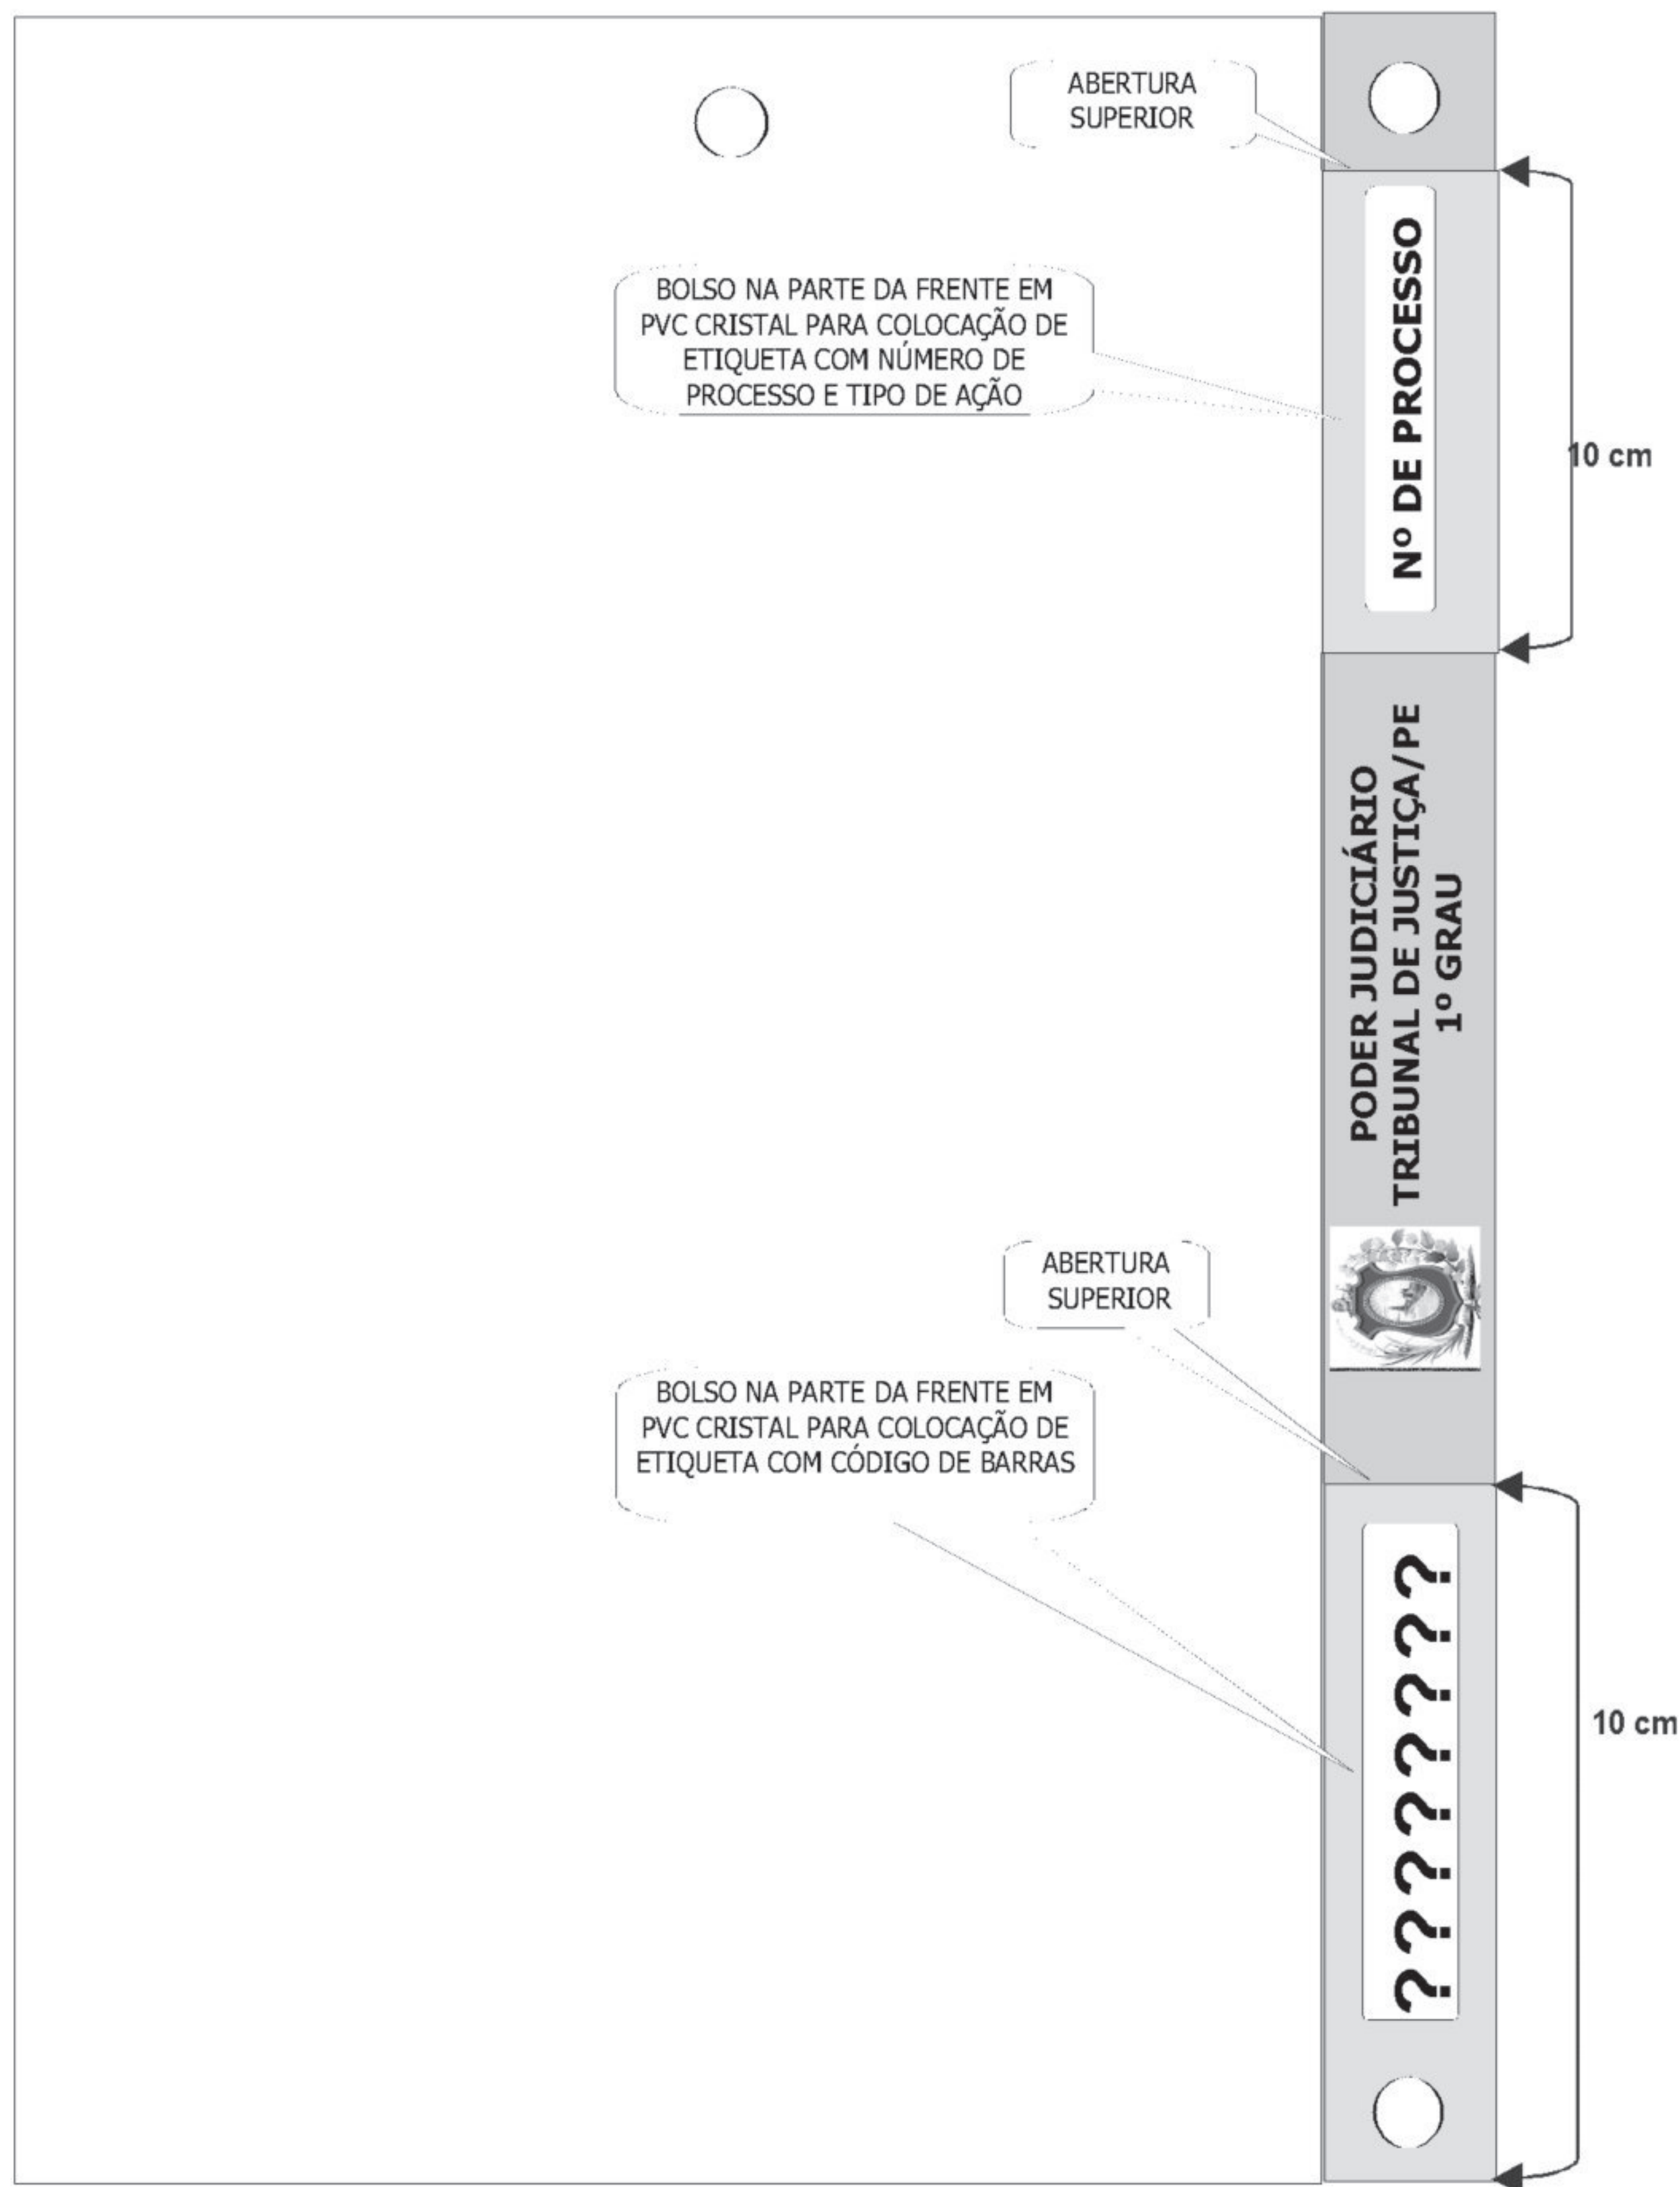 ABERTURA
SUPERIOR
BOLSO NA PARTE DA FRENTE EM
PVC CRISTAL PARA COLOCAÇÃO DE
ETIQUETA COM NÚMERO DE
PROCESSO E TIPO DE AÇÃO
Nº DE PROCESSO
10 cm
PODER JUDICIÁRIO
TRIBUNAL DE JUSTIÇA/PE
1º GRAU
ABERTURA
SUPERIOR
BOLSO NA PARTE DA FRENTE EM
PVC CRISTAL PARA COLOCAÇÃO DE
ETIQUETA COM CÓDIGO DE BARRAS
????????
10 cm